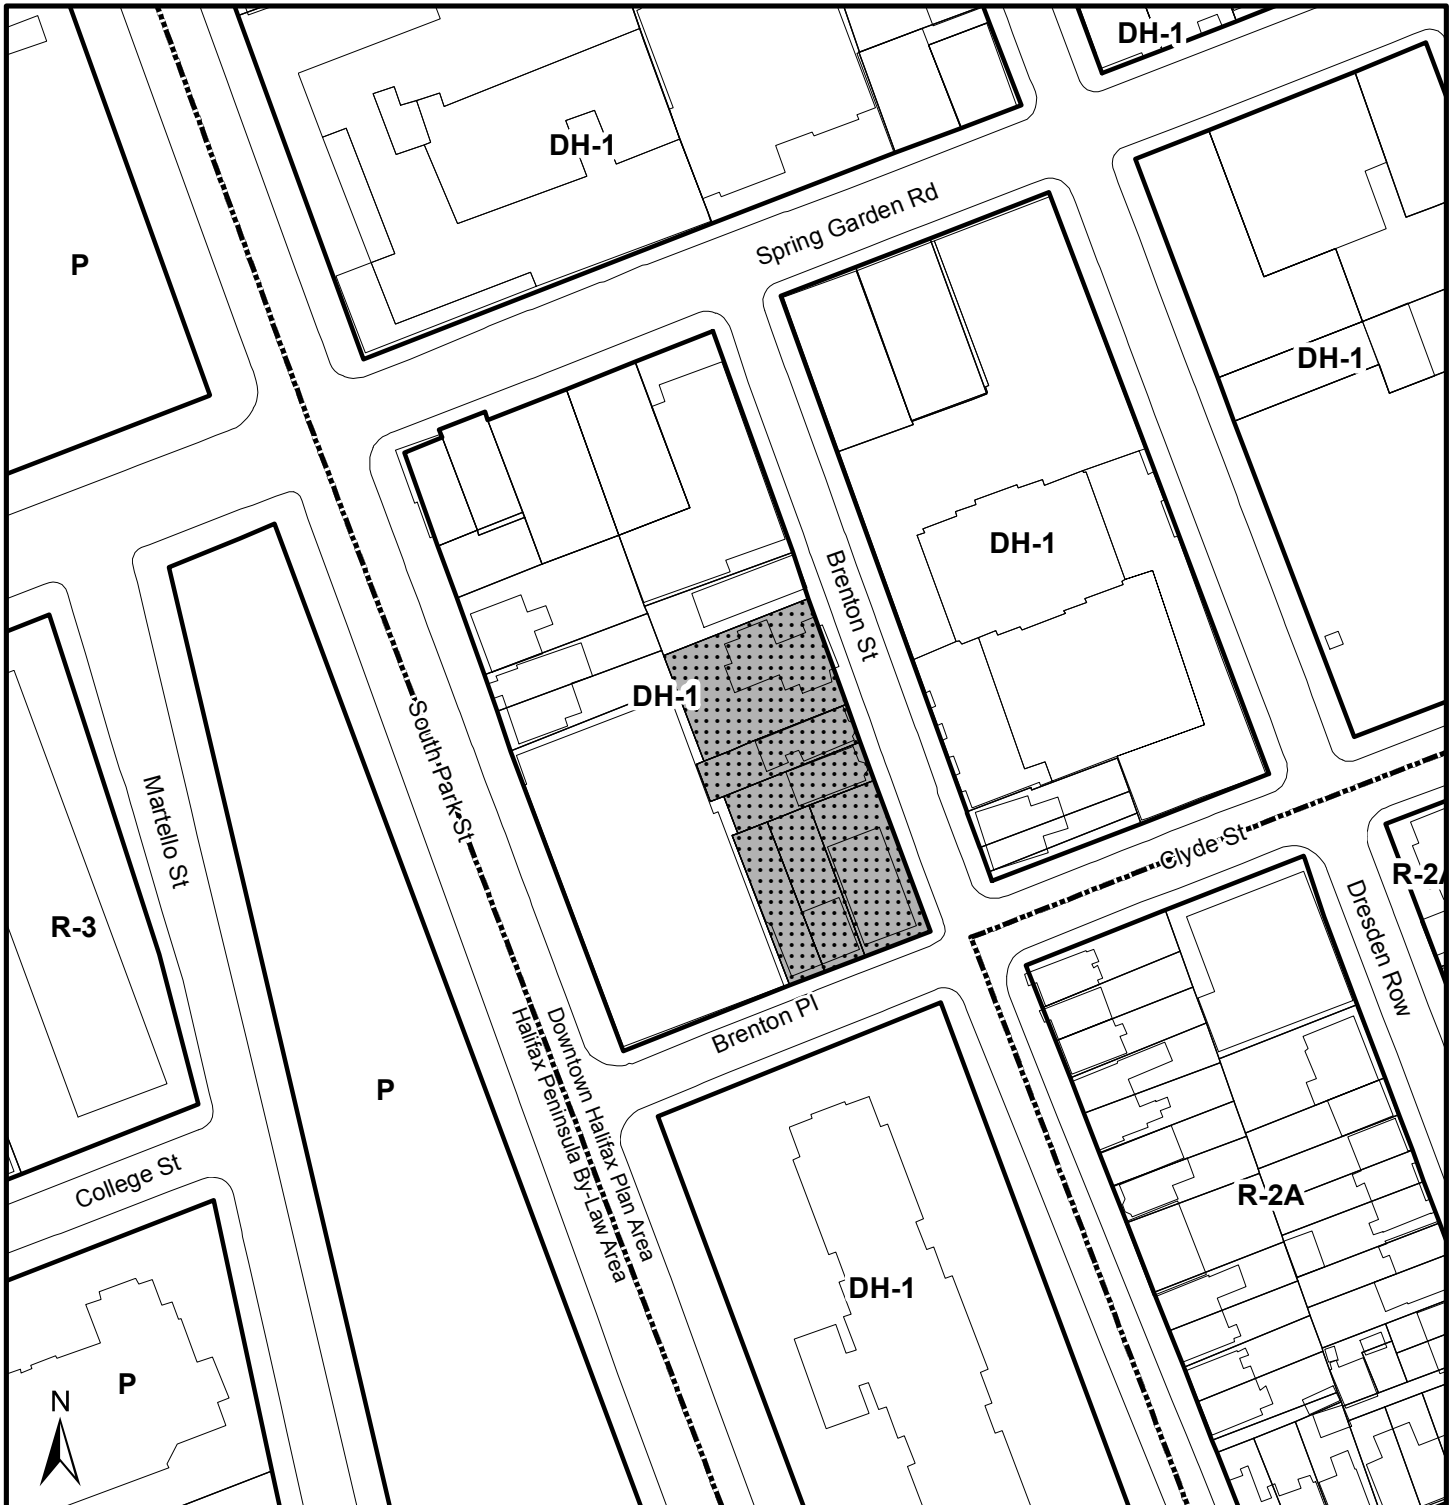 DH-1
DH-1
Spring Garden Rd
P
DH-1
DH-1
Brenton St
DH-1
South Park St
Martello St
Clyde St
R-2A
Dresden Row
R-3
Brenton Pl
Downtown Halifax Plan Area
Halifax Peninsula By-Law Area
P
College St
R-2A
DH-1
P
N